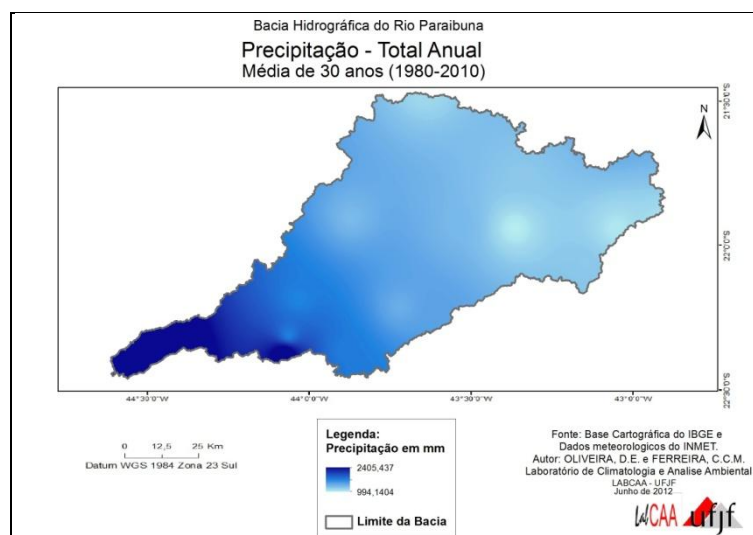 Bacia Hidrográfica do Rio Paraibuna
Precipitação - Total Anual
Média de 30 anos (1980-2010)
N
21°30'0"S
22°0'0"S
22°30'0"S
44°30'0"W
44°0'0"W
43°30'0"W
43°0'0"W
0 12,5 25 Km
Datum WGS 1984 Zona 23 Sul
Legenda:
Precipitação em mm
2405,437
994,1404
Limite da Bacia
Fonte: Base Cartográfica do IBGE e
Dados meteorologicos do INMET.
Autor: OLIVEIRA, D.E. e FERREIRA, C.C.M.
Laboratório de Climatologia e Analise Ambiental
LABCAA - UFJF
Junho de 2012
LabCAA ufjf